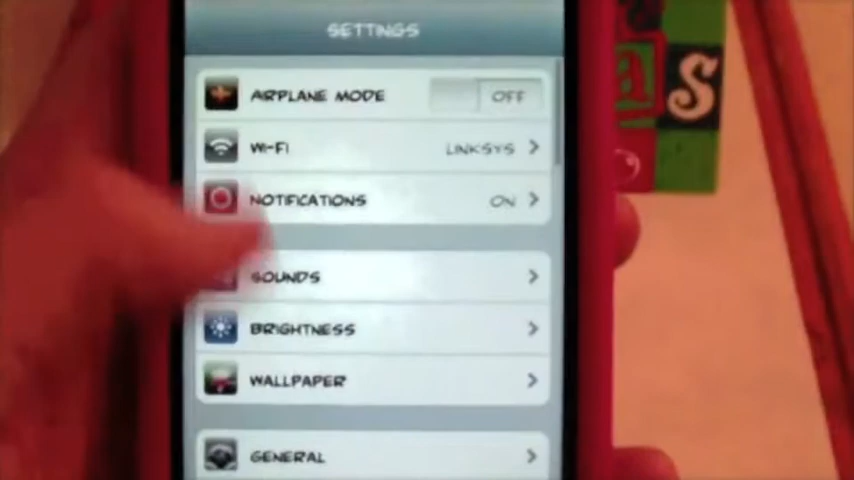 SETTINGS
AIRPLANE MODE OFF
WI-FI LINKSYS
NOTIFICATIONS ON
SOUNDS
BRIGHTNESS
WALLPAPER
GENERAL
a S